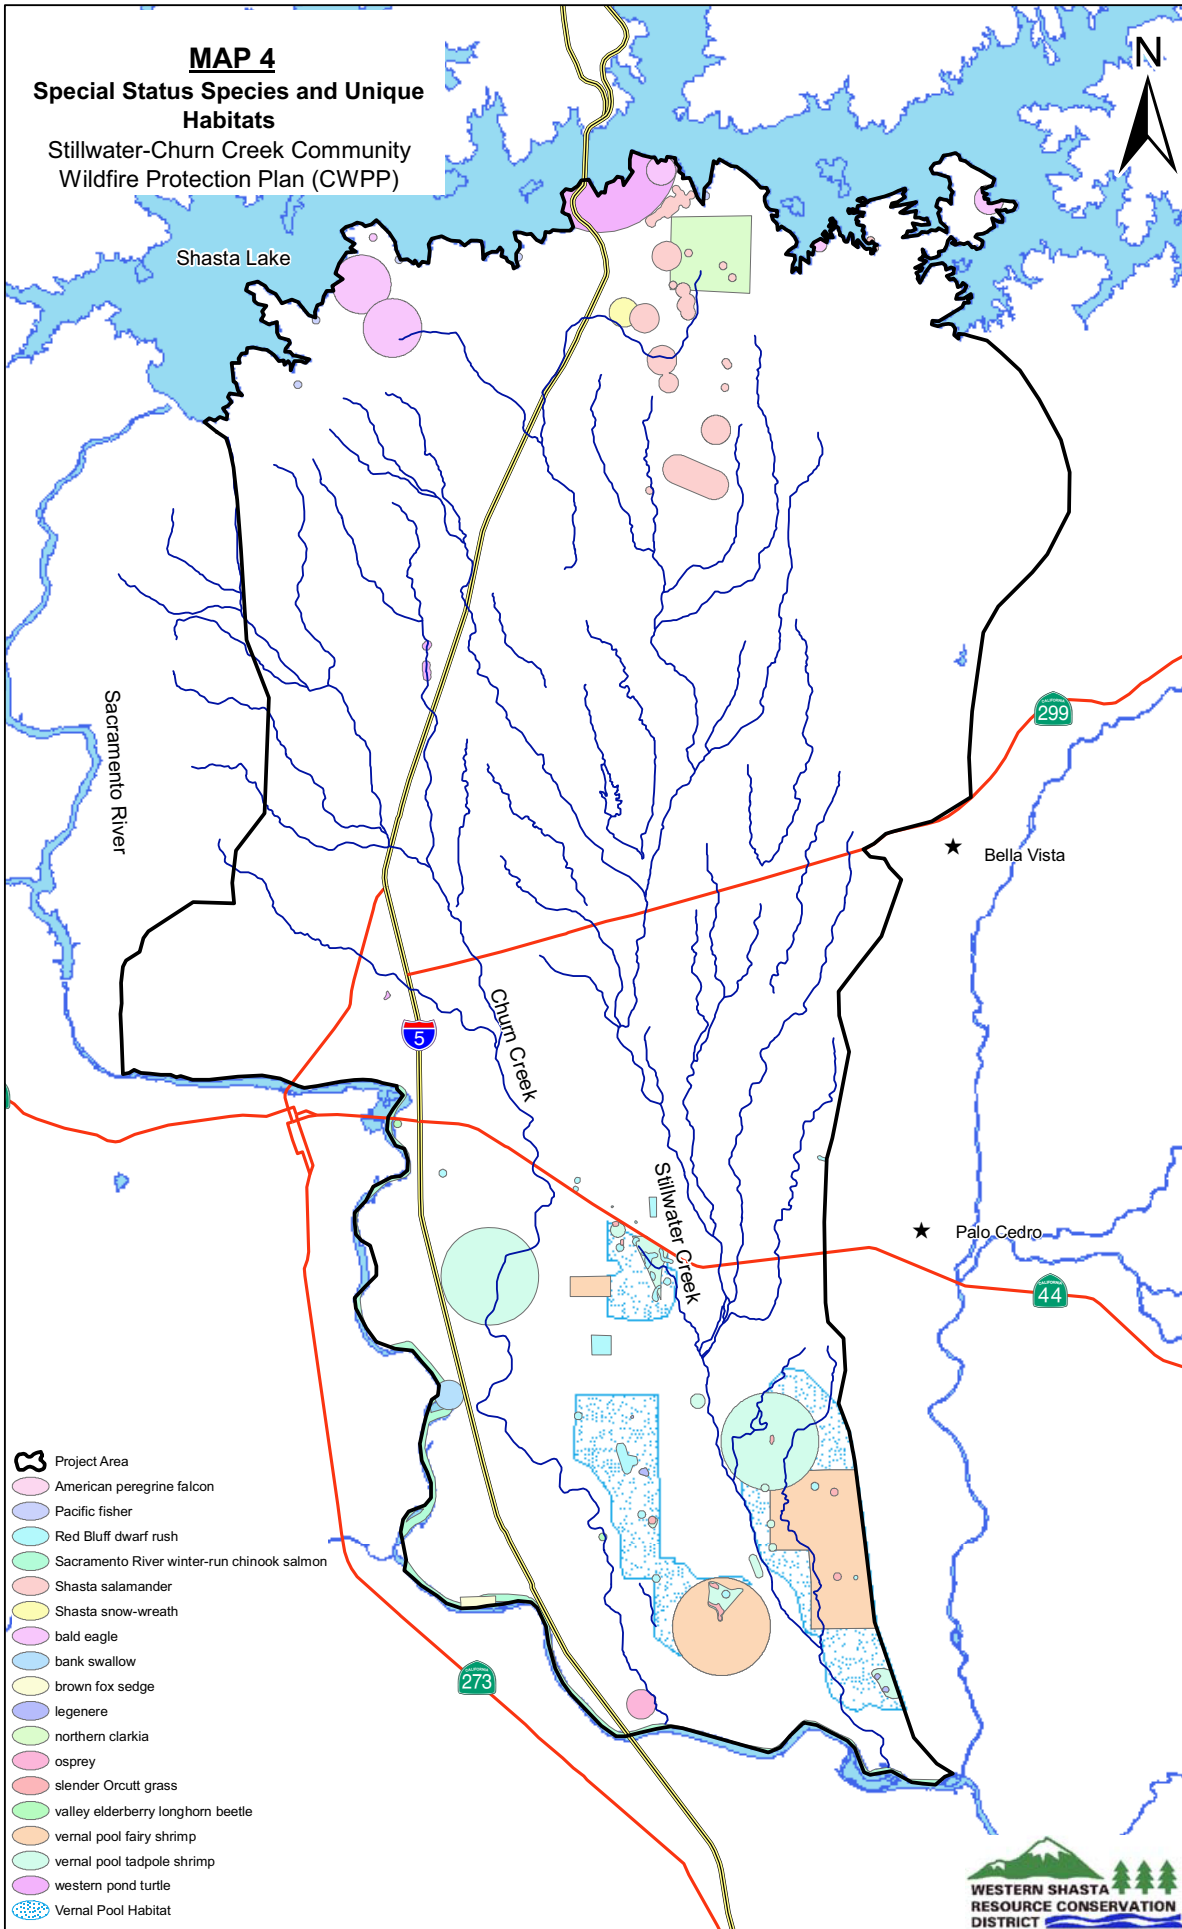 MAP 4
Special Status Species and Unique
Habitats
Stillwater-Churn Creek Community
Wildfire Protection Plan (CWPP)
N
Shasta Lake
Sacramento River
CALIFORNIA
299
Bella Vista
5
Churn Creek
Stillwater Creek
Palo Cedro
CALIFORNIA
44
CALIFORNIA
273
Project Area
American peregrine falcon
Pacific fisher
Red Bluff dwarf rush
Sacramento River winter-run chinook salmon
Shasta salamander
Shasta snow-wreath
bald eagle
bank swallow
brown fox sedge
legenere
northern clarkia
osprey
slender Orcutt grass
valley elderberry longhorn beetle
vernal pool fairy shrimp
vernal pool tadpole shrimp
western pond turtle
Vernal Pool Habitat
WESTERN SHASTA
RESOURCE CONSERVATION
DISTRICT